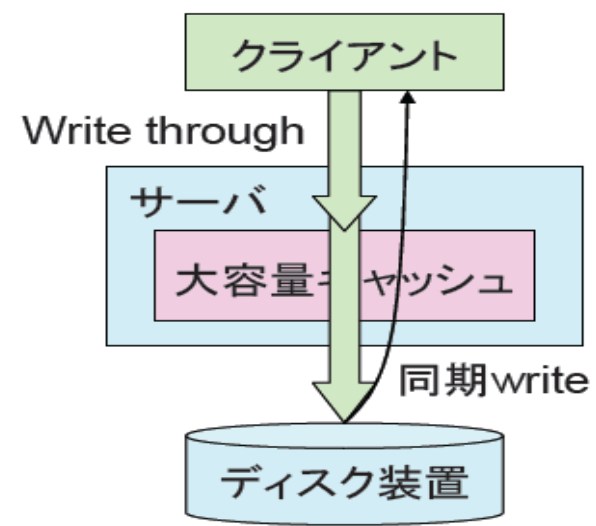 クライアント
Write through
サーバ
大容量キャッシュ
同期write
ディスク装置